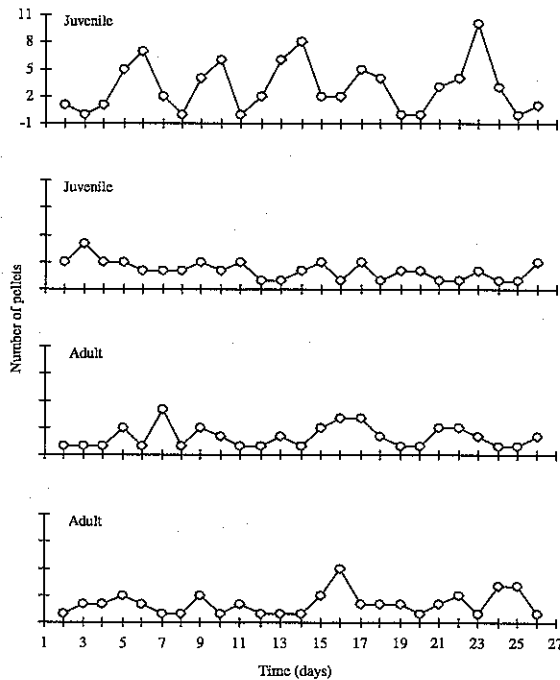 11
Juvenile
8
5
2
-1
Juvenile
Number of pellets
Adult
Adult
1 3 5 7 9 11 13 15 17 19 21 23 25 27
Time (days)